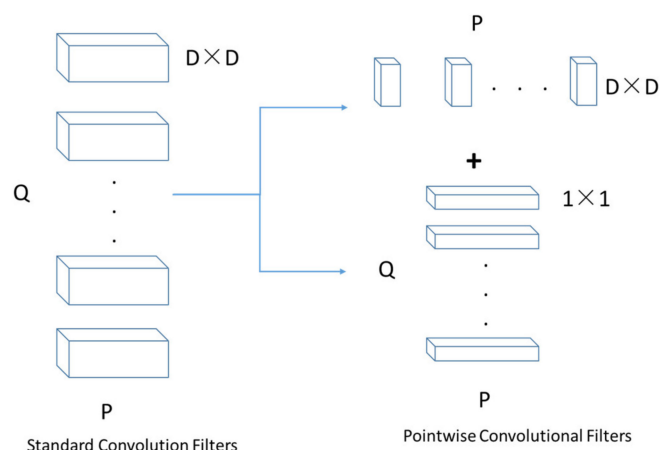 D×D
Q
.
.
.
P
Standard Convolution Filters
P
. . . D×D
+
1×1
Q
.
.
.
P
Pointwise Convolutional Filters